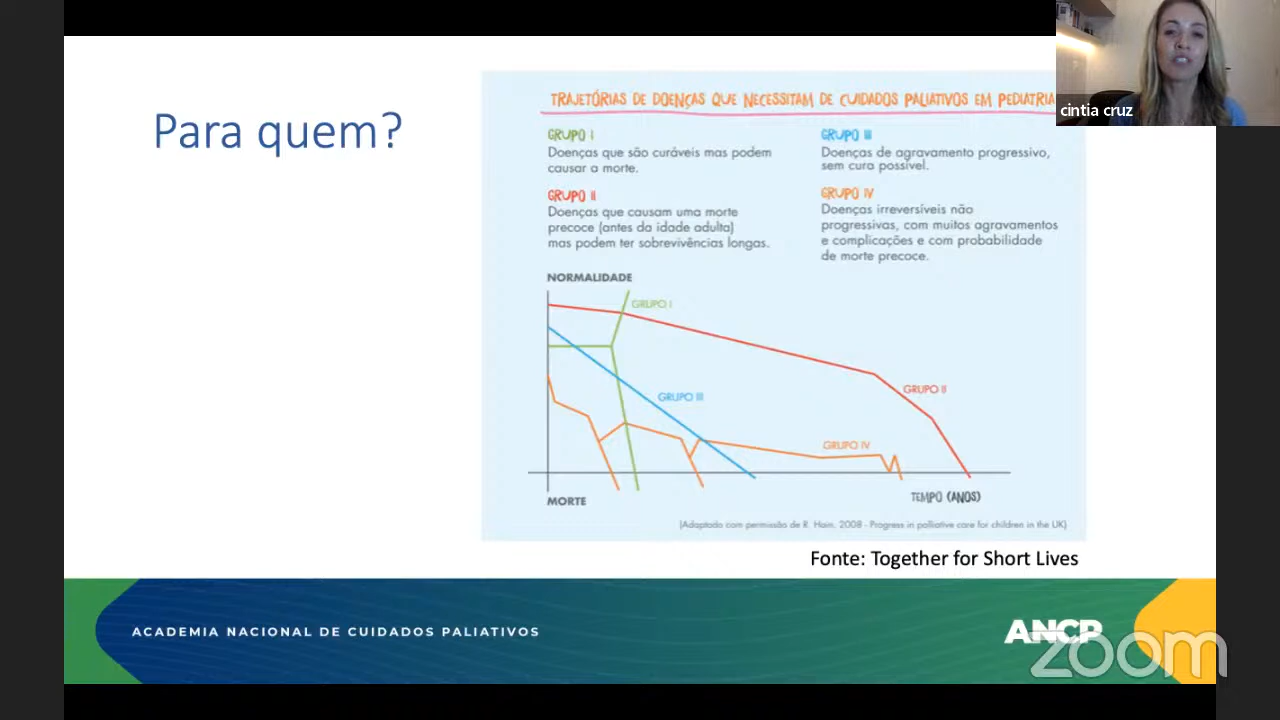 cintia cruz
Para quem?
TRAJETÓRIAS DE DOENÇAS QUE NECESSITAM DE CUIDADOS PALIATIVOS EM PEDIATRIA
GRUPO I
Doenças que são curáveis mas podem
causar a morte.
GRUPO II
Doenças que causam uma morte
precoce (antes da idade adulta)
mas podem ter sobrevivências longas.
GRUPO III
Doenças de agravamento progressivo,
sem cura possível.
GRUPO IV
Doenças irreversíveis não
progressivas, com muitos agravamentos
e complicações e com probabilidade
de morte precoce.
NORMALIDADE
GRUPO I
GRUPO II
GRUPO III
GRUPO IV
MORTE
TEMPO (ANOS)
(Adaptado com permissão de R. Hain. 2008 - Progress in palliative care for children in the UK)
Fonte: Together for Short Lives
ACADEMIA NACIONAL DE CUIDADOS PALIATIVOS
ANCP
zoom